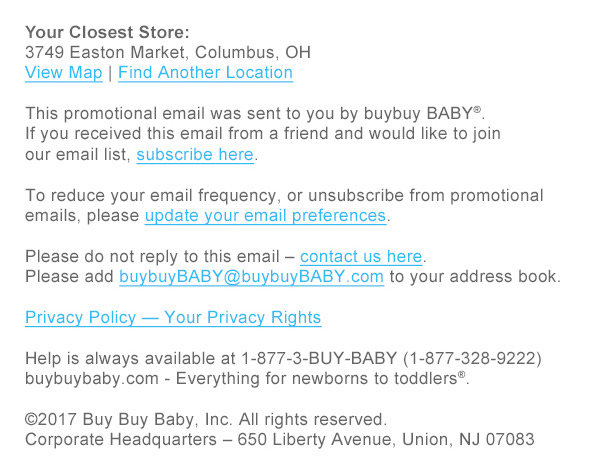 Your Closest Store:
3749 Easton Market, Columbus, OH
View Map | Find Another Location
This promotional email was sent to you by buybuy BABY®.
If you received this email from a friend and would like to join
our email list, subscribe here.
To reduce your email frequency, or unsubscribe from promotional
emails, please update your email preferences.
Please do not reply to this email – contact us here.
Please add buybuyBABY@buybuyBABY.com to your address book.
Privacy Policy — Your Privacy Rights
Help is always available at 1-877-3-BUY-BABY (1-877-328-9222)
buybuybaby.com - Everything for newborns to toddlers®.
©2017 Buy Buy Baby, Inc. All rights reserved.
Corporate Headquarters – 650 Liberty Avenue, Union, NJ 07083